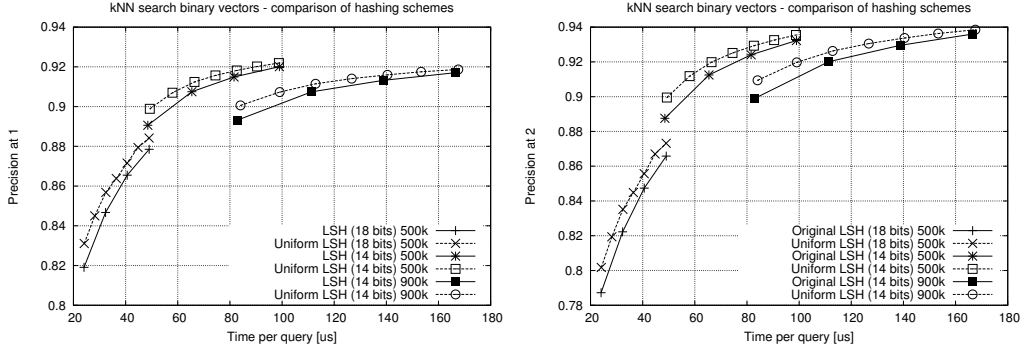 kNN search binary vectors - comparison of hashing schemes
Precision at 1
0.94
0.92
0.9
0.88
0.86
0.84
0.82
0.8
LSH (18 bits) 500k
Uniform LSH (18 bits) 500k
LSH (14 bits) 500k
Uniform LSH (14 bits) 500k
LSH (14 bits) 900k
Uniform LSH (14 bits) 900k
20 40 60 80 100 120 140 160 180
Time per query [us]
kNN search binary vectors - comparison of hashing schemes
Precision at 2
0.94
0.92
0.9
0.88
0.86
0.84
0.82
0.8
0.78
Original LSH (18 bits) 500k
Uniform LSH (18 bits) 500k
Original LSH (14 bits) 500k
Uniform LSH (14 bits) 500k
Original LSH (14 bits) 900k
Uniform LSH (14 bits) 900k
20 40 60 80 100 120 140 160 180
Time per query [us]